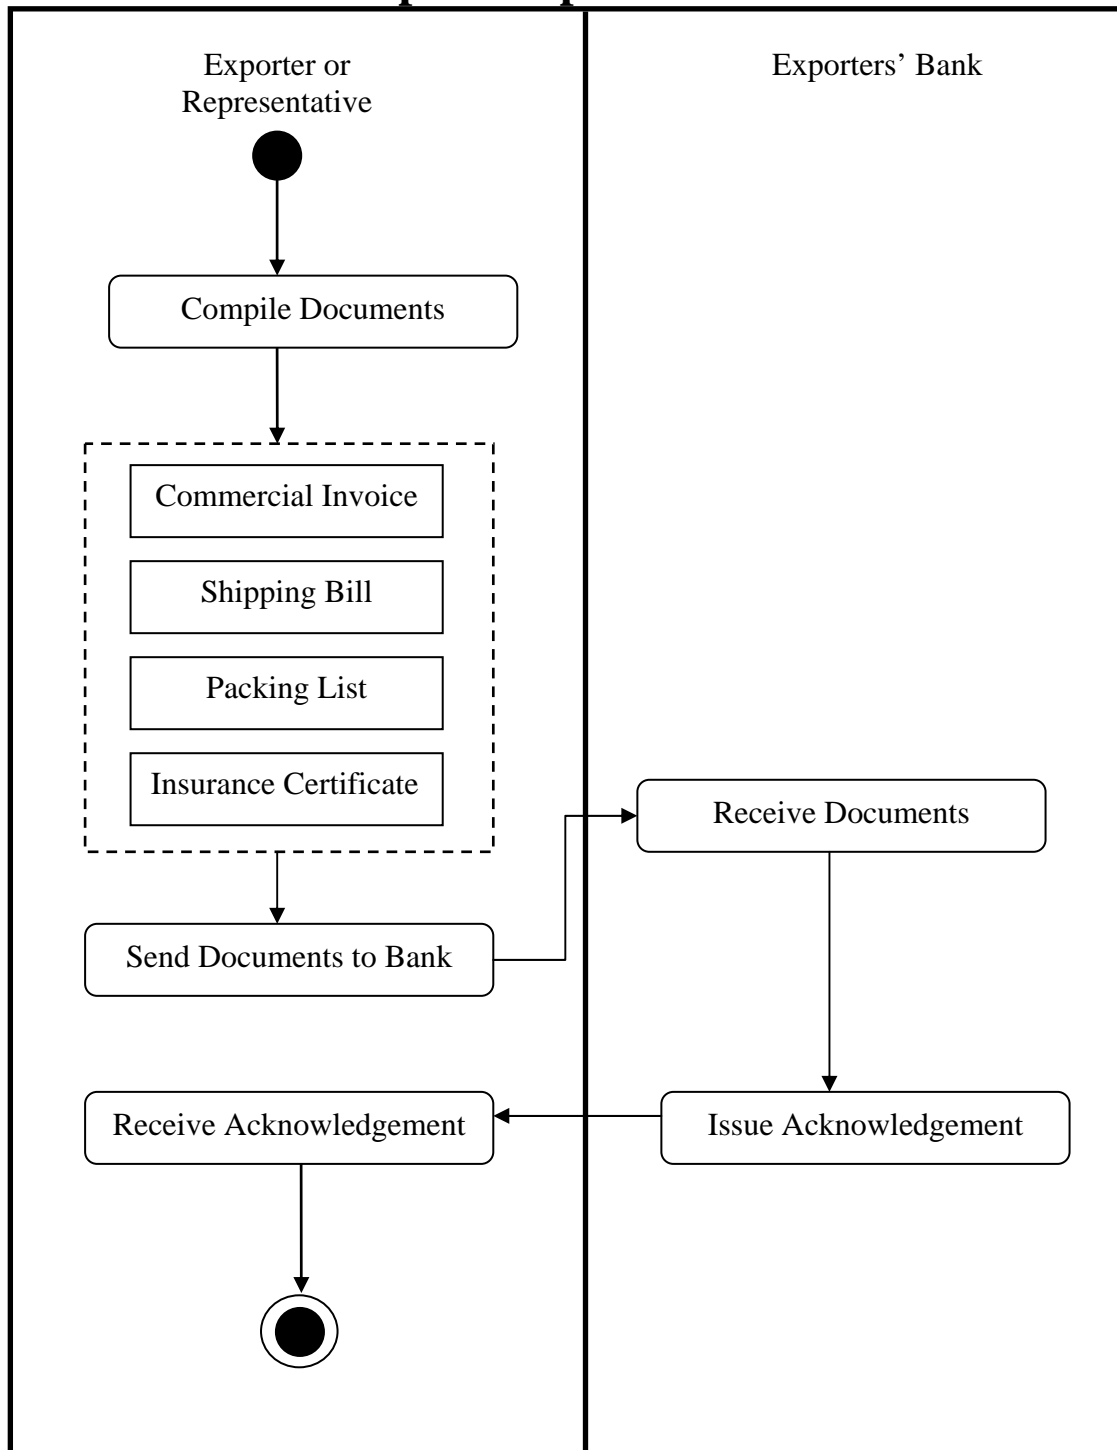 Exporter or
Representative
Exporters’ Bank
Compile Documents
Commercial Invoice
Shipping Bill
Packing List
Insurance Certificate
Receive Documents
Send Documents to Bank
Receive Acknowledgement
Issue Acknowledgement